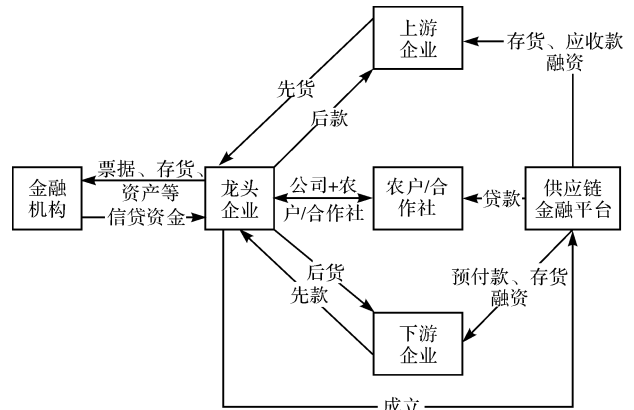 上游
企业
存货、应收款
融资
先货
后款
票据、存货、
资产等
信贷资金
金融
机构
龙头
企业
公司+农
户/合作社
农户/合
作社
贷款
供应链
金融平台
后货
先款
预付款、存货
融资
下游
企业
成立